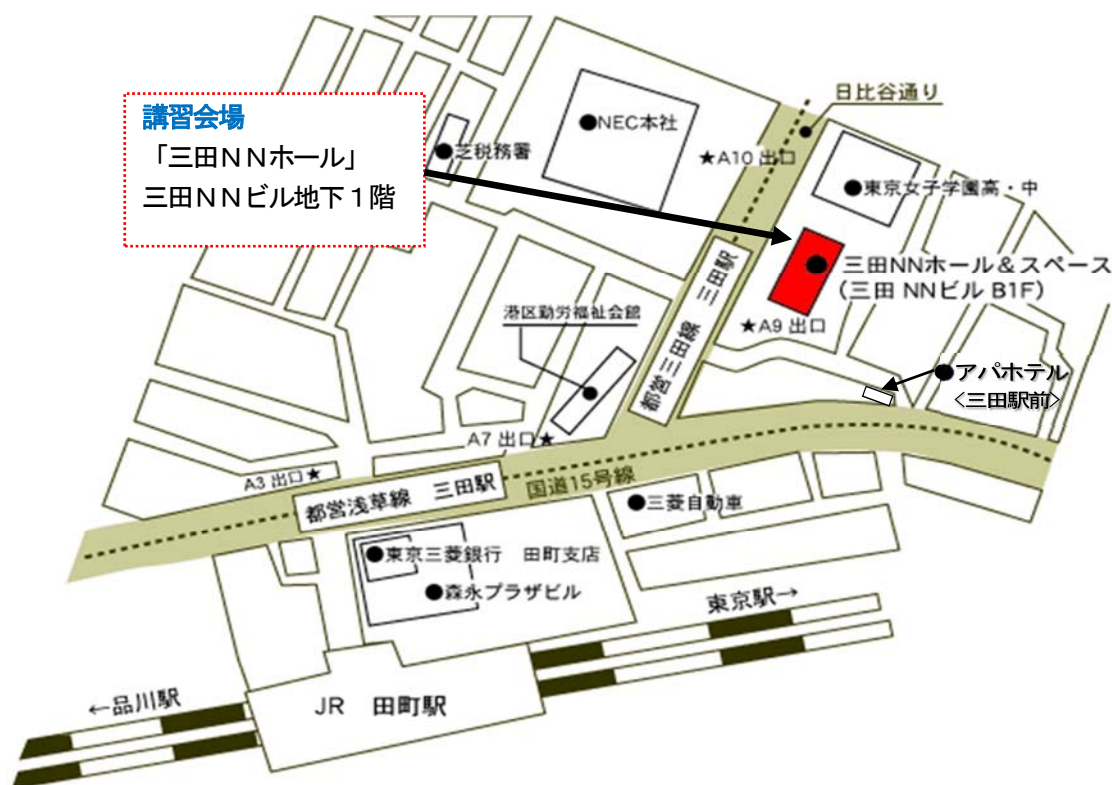 講習会場
「三田ＮＮホール」
三田ＮＮビル地下１階
日比谷通り
●NEC本社
●芝税務署
★A10 出口
●東京女子学園高・中
都営三田線　三田駅
●三田NNホール＆スペース
（三田 NNビル B1F）
港区勤労福祉会館
★A9 出口
●アパホテル
〈三田駅前〉
A7 出口★
A3 出口★
都営浅草線　三田駅
国道15号線
●三菱自動車
●東京三菱銀行　田町支店
●森永プラザビル
東京駅→
←品川駅
JR　田町駅